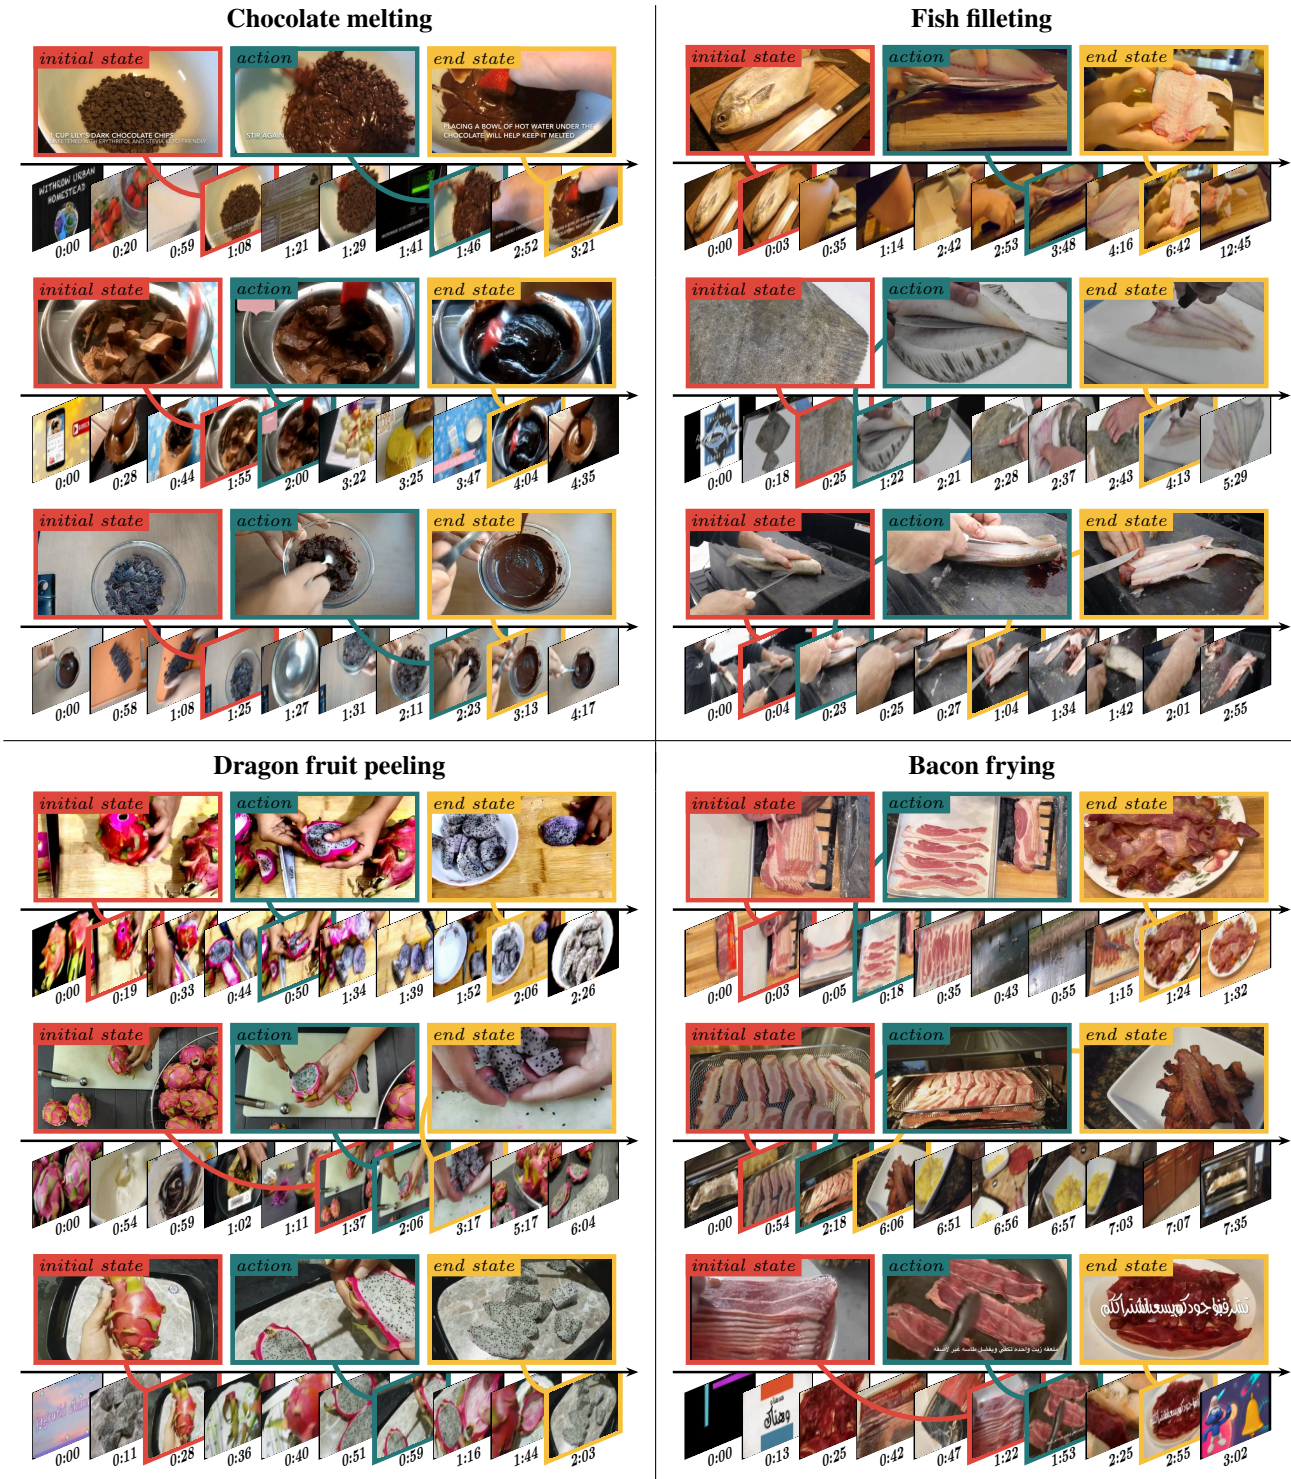 Chocolate melting
initial state
action
end state
1 CUP LILY'S DARK CHOCOLATE CHIPS
SWEETENED WITH ERYTHRITOL AND STEVIA KETO FRIENDLY
STIR AGAIN
PLACING A BOWL OF HOT WATER UNDER THE
CHOCOLATE WILL HELP KEEP IT MELTED
WITHROW URBAN
HOMESTEAD
0:00 0:20 0:59 1:08 1:21 1:29 1:41 1:46 2:52 3:21
initial state
action
end state
0:00 0:28 0:44 1:55 2:00 3:22 3:25 3:47 4:04 4:35
initial state
action
end state
0:00 0:58 1:08 1:25 1:27 1:31 2:11 2:23 3:13 4:17
Fish filleting
initial state
action
end state
0:00 0:03 0:35 1:14 2:42 2:53 3:48 4:16 6:42 12:45
initial state
action
end state
0:00 0:18 0:25 1:22 2:21 2:28 2:37 2:43 4:13 5:29
initial state
action
end state
0:00 0:04 0:23 0:25 0:27 1:04 1:34 1:42 2:01 2:55
Dragon fruit peeling
initial state
action
end state
0:00 0:19 0:33 0:44 0:50 1:34 1:39 1:52 2:06 2:26
initial state
action
end state
0:00 0:54 0:59 1:02 1:11 1:37 2:06 3:17 5:17 6:04
initial state
action
end state
0:00 0:11 0:28 0:36 0:40 0:51 0:59 1:16 1:44 2:03
Bacon frying
initial state
action
end state
0:00 0:03 0:05 0:18 0:35 0:43 0:55 1:15 1:24 1:32
initial state
action
end state
0:00 0:54 2:18 6:06 6:51 6:56 6:57 7:03 7:07 7:35
initial state
action
end state
وهناك
0:00 0:13 0:25 0:42 0:47 1:22 1:53 2:25 2:55 3:02